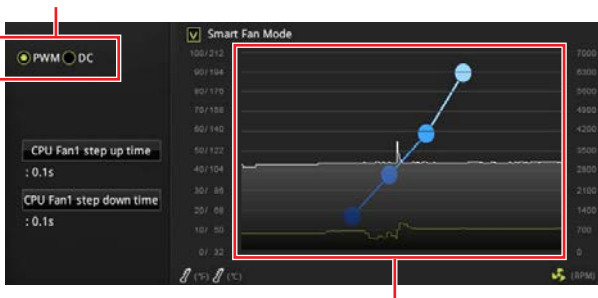 Smart Fan Mode
PWM DC
100/212 7000
90/194 6300
80/176 5600
70/158 4900
60/140 4200
50/122 3500
40/104 2800
30/ 86 2100
20/ 68 1400
10/ 50 700
0/ 32 0
CPU Fan1 step up time
: 0.1s
CPU Fan1 step down time
: 0.1s
(°F) (°C) (RPM)